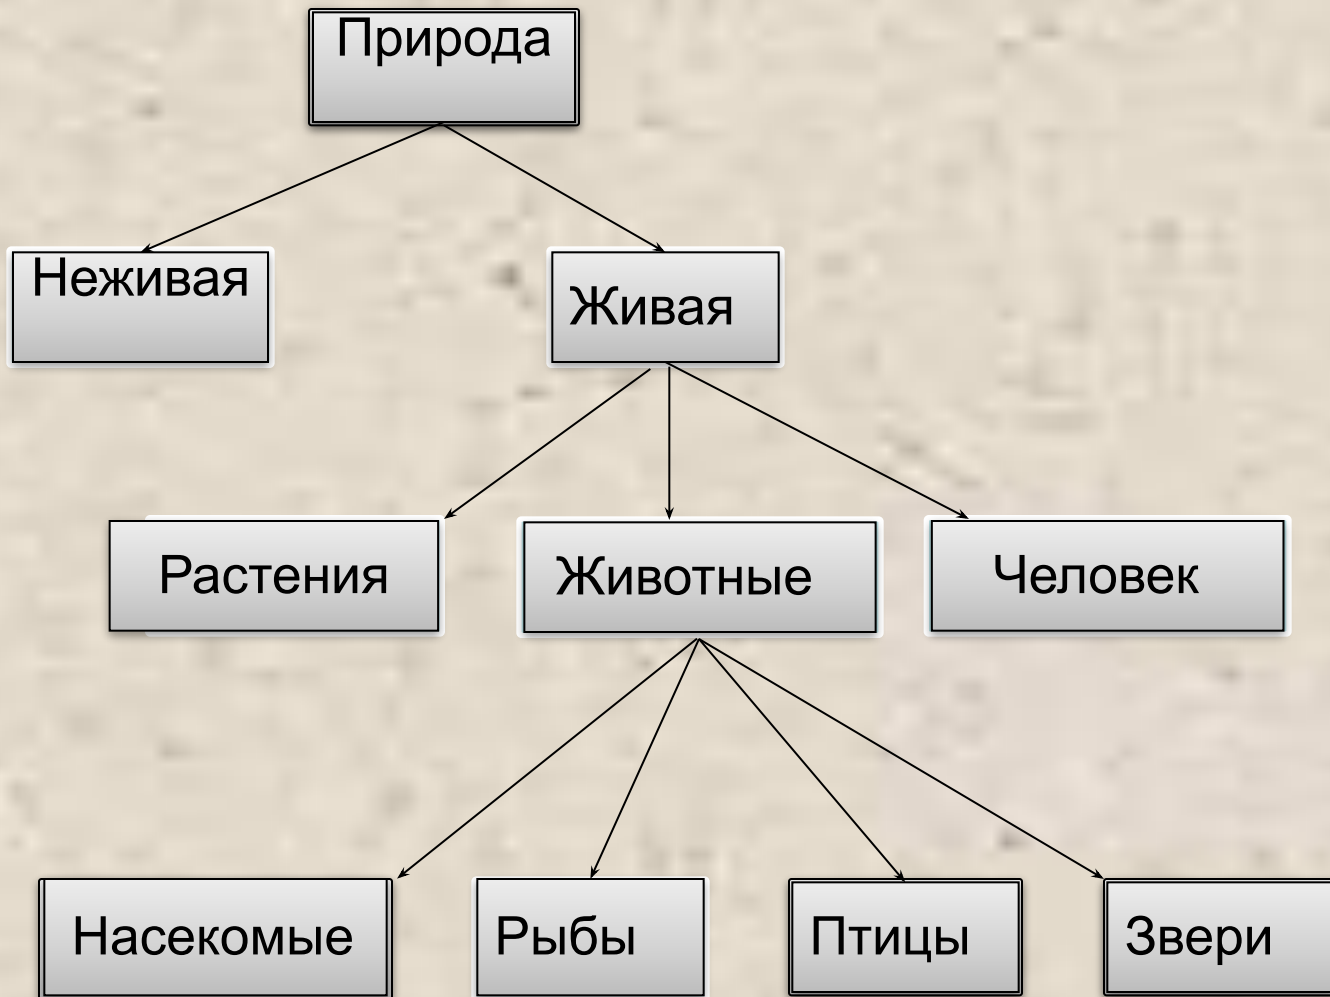 Природа
Неживая
Живая
Растения
Животные
Человек
Насекомые
Рыбы
Птицы
Звери